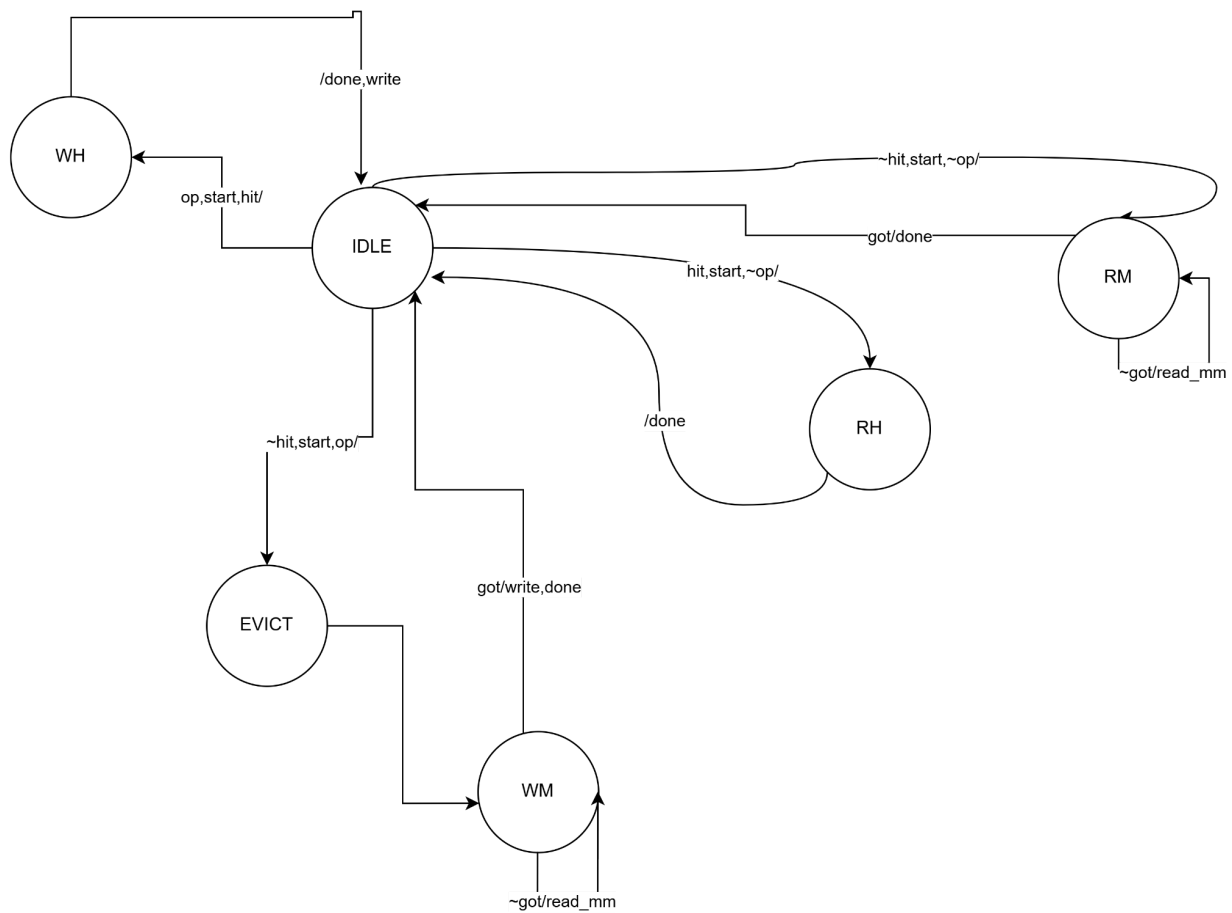 /done,write
WH
~hit,start,~op/
op,start,hit/
got/done
IDLE
hit,start,~op/
RM
~got/read_mm
/done
RH
~hit,start,op/
got/write,done
EVICT
WM
~got/read_mm